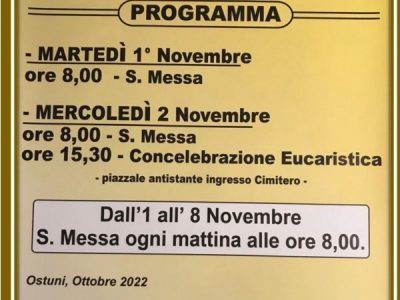 PROGRAMMA
- MARTEDÌ 1° Novembre
ore 8,00 - S. Messa
- MERCOLEDÌ 2 Novembre
ore 8,00 - S. Messa
ore 15,30 - Concelebrazione Eucaristica
- piazzale antistante ingresso Cimitero -
Dall'1 all' 8 Novembre
S. Messa ogni mattina alle ore 8,00.
Ostuni, Ottobre 2022